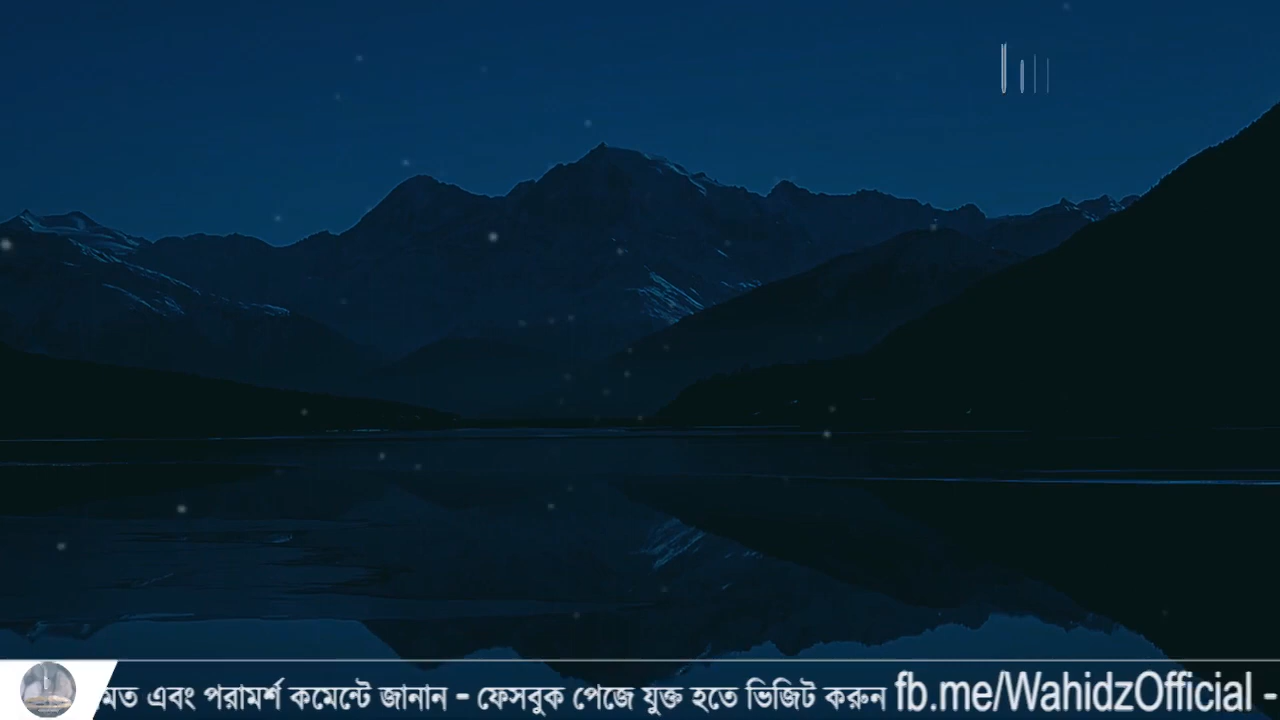 মত এবং পরামর্শ কমেন্টে জানান - ফেসবুক পেজে যুক্ত হতে ভিজিট করুন fb.me/WahidzOfficial -